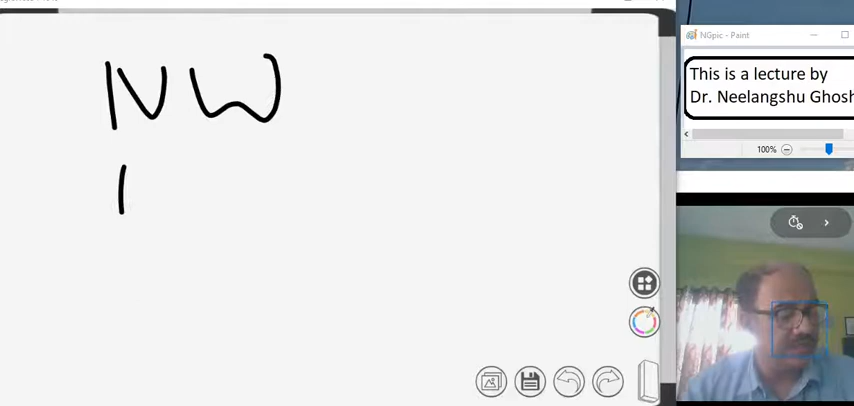 NW
NGpic - Paint
This is a lecture by
Dr. Neelangshu Ghosh
100%